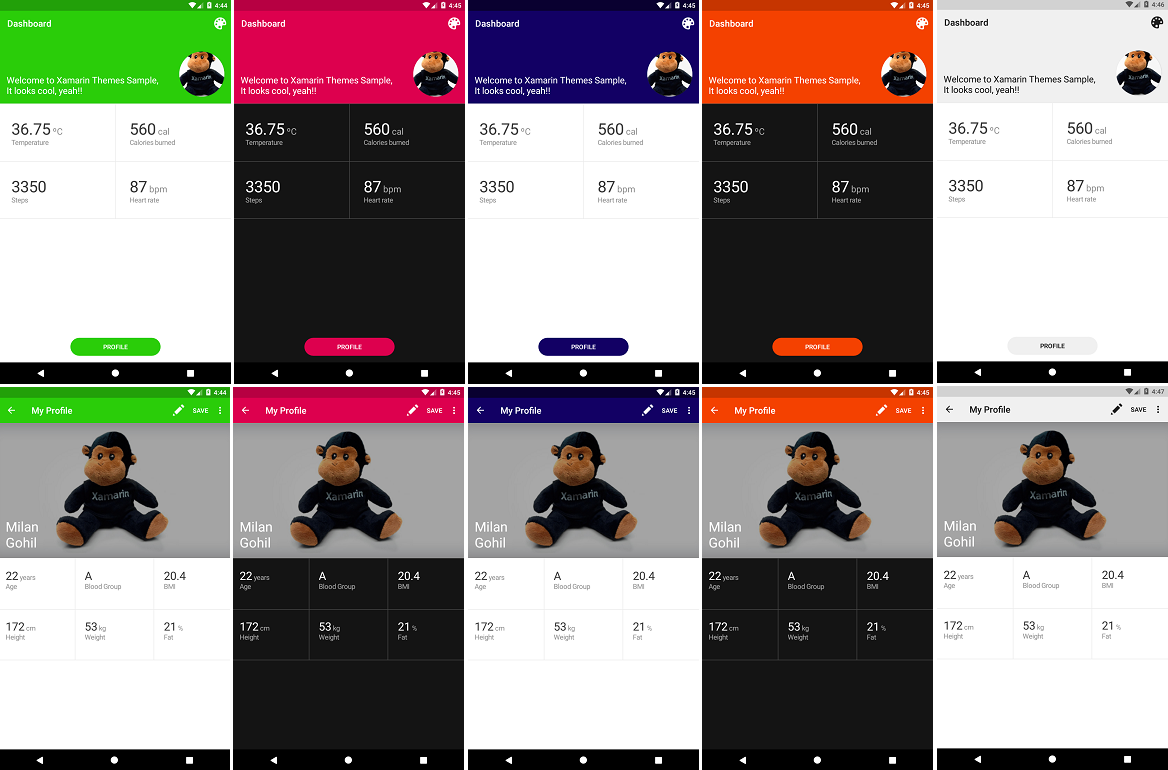 4:44
Dashboard
Welcome to Xamarin Themes Sample,
It looks cool, yeah!!
Xamarin
36.75 ºC
Temperature
560 cal
Calories burned
3350
Steps
87 bpm
Heart rate
PROFILE
4:45
Dashboard
Welcome to Xamarin Themes Sample,
It looks cool, yeah!!
Xamarin
36.75 ºC
Temperature
560 cal
Calories burned
3350
Steps
87 bpm
Heart rate
PROFILE
4:45
Dashboard
Welcome to Xamarin Themes Sample,
It looks cool, yeah!!
Xamarin
36.75 ºC
Temperature
560 cal
Calories burned
3350
Steps
87 bpm
Heart rate
PROFILE
4:45
Dashboard
Welcome to Xamarin Themes Sample,
It looks cool, yeah!!
Xamarin
36.75 ºC
Temperature
560 cal
Calories burned
3350
Steps
87 bpm
Heart rate
PROFILE
4:46
Dashboard
Welcome to Xamarin Themes Sample,
It looks cool, yeah!!
Xamarin
36.75 ºC
Temperature
560 cal
Calories burned
3350
Steps
87 bpm
Heart rate
PROFILE
4:44
My Profile
SAVE
Xamarin
Milan
Gohil
22 years
Age
A
Blood Group
20.4
BMI
172 cm
Height
53 kg
Weight
21 %
Fat
4:45
My Profile
SAVE
Xamarin
Milan
Gohil
22 years
Age
A
Blood Group
20.4
BMI
172 cm
Height
53 kg
Weight
21 %
Fat
4:45
My Profile
SAVE
Xamarin
Milan
Gohil
22 years
Age
A
Blood Group
20.4
BMI
172 cm
Height
53 kg
Weight
21 %
Fat
4:45
My Profile
SAVE
Xamarin
Milan
Gohil
22 years
Age
A
Blood Group
20.4
BMI
172 cm
Height
53 kg
Weight
21 %
Fat
4:47
My Profile
SAVE
Xamarin
Milan
Gohil
22 years
Age
A
Blood Group
20.4
BMI
172 cm
Height
53 kg
Weight
21 %
Fat